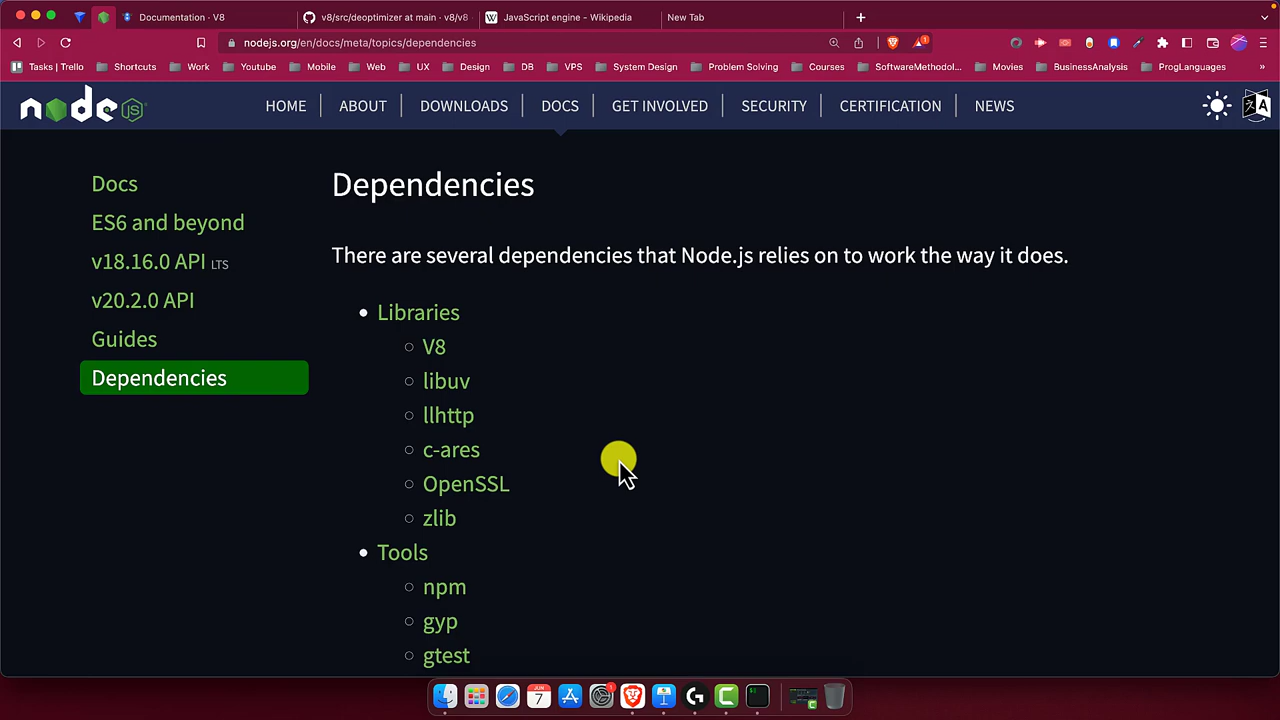 Documentation · V8
v8/src/deoptimizer at main · v8/v8
JavaScript engine - Wikipedia
New Tab
nodejs.org/en/docs/meta/topics/dependencies
Tasks | Trello
Shortcuts
Work
Youtube
Mobile
Web
UX
Design
DB
VPS
System Design
Problem Solving
Courses
SoftwareMethodol...
Movies
BusinessAnalysis
ProgLanguages
»
node JS
HOME
ABOUT
DOWNLOADS
DOCS
GET INVOLVED
SECURITY
CERTIFICATION
NEWS
Docs
ES6 and beyond
v18.16.0 API LTS
v20.2.0 API
Guides
Dependencies
Dependencies
There are several dependencies that Node.js relies on to work the way it does.
Libraries
V8
libuv
llhttp
c-ares
OpenSSL
zlib
Tools
npm
gyp
gtest
JUN
7